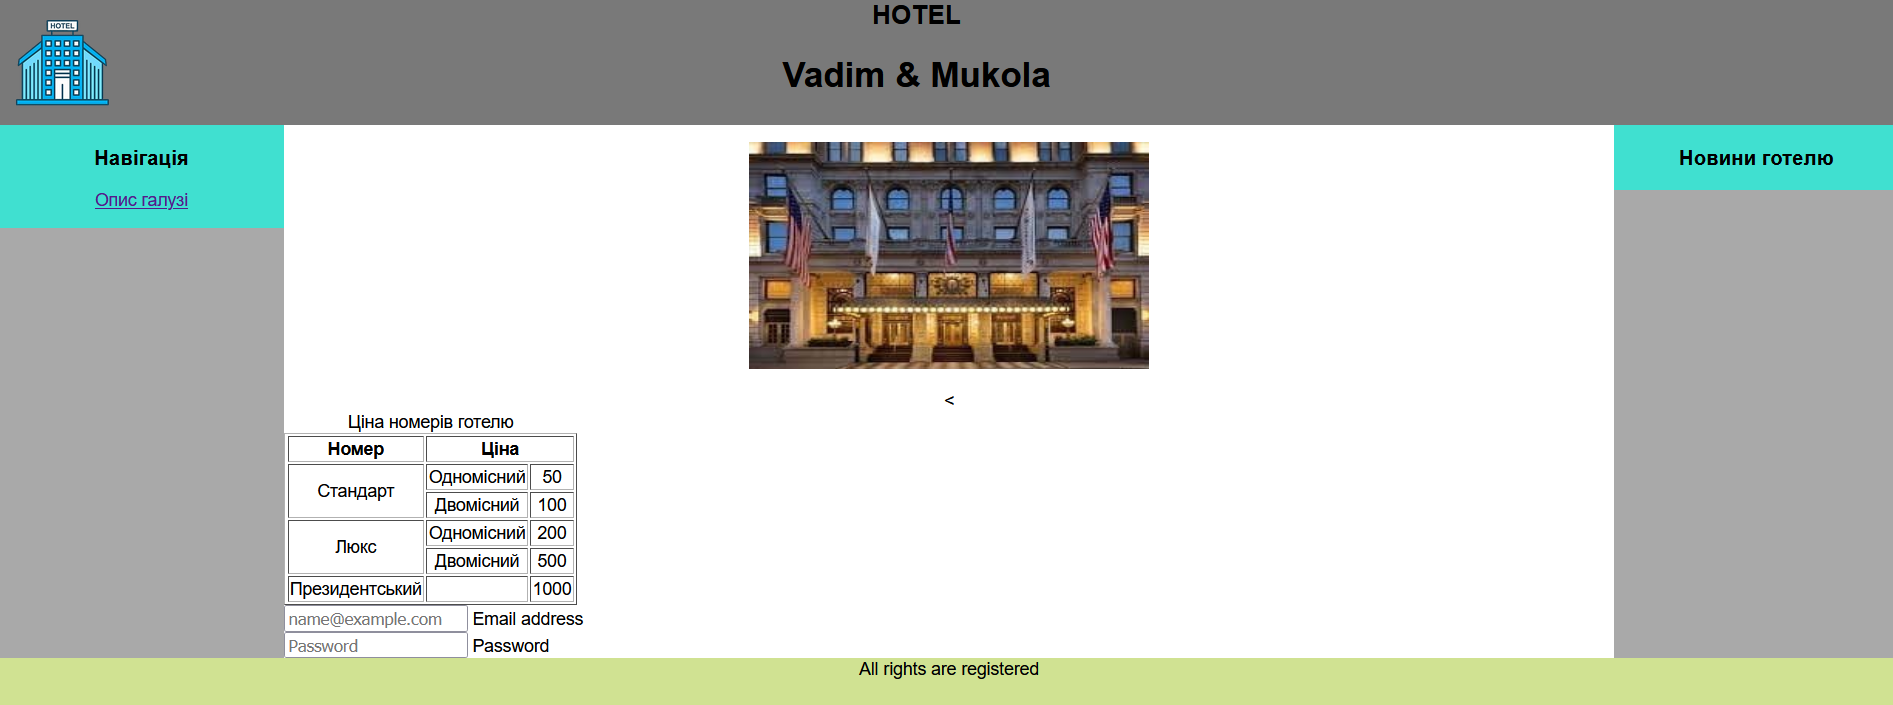 HOTEL
HOTEL
Vadim & Mukola
Навігація
Опис галузі
Новини готелю
<
Ціна номерів готелю
Номер Ціна
Стандарт Одномісний 50
Двомісний 100
Люкс Одномісний 200
Двомісний 500
Президентський 1000
name@example.com Email address
Password Password
All rights are registered